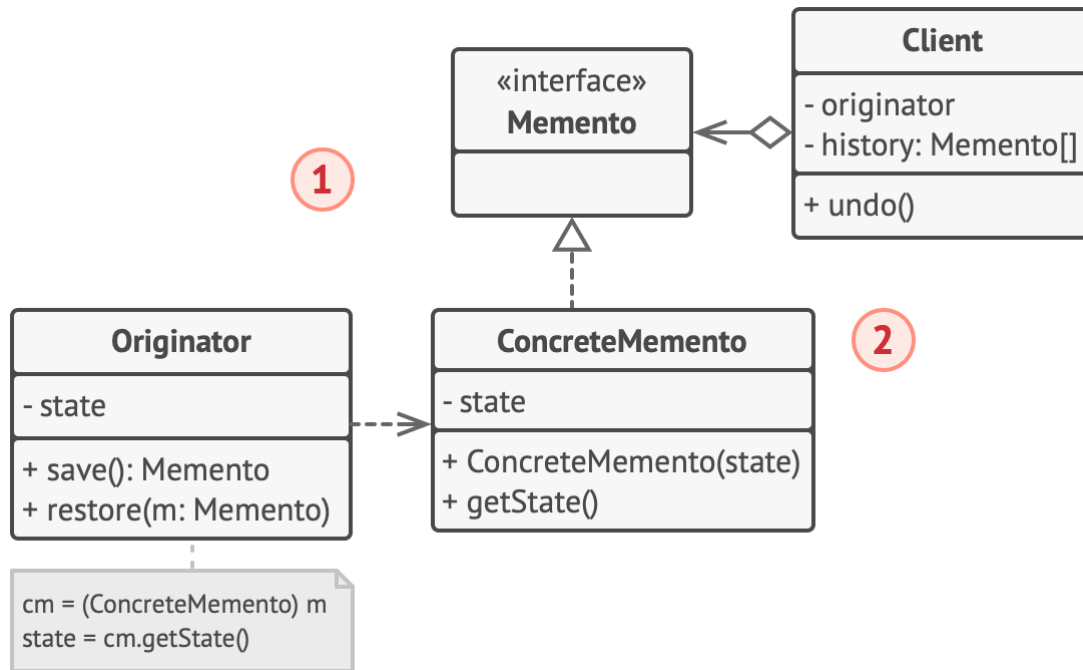 «interface»
Memento
Client
- originator
- history: Memento[]
+ undo()
1
Originator
- state
+ save(): Memento
+ restore(m: Memento)
ConcreteMemento
- state
+ ConcreteMemento(state)
+ getState()
2
cm = (ConcreteMemento) m
state = cm.getState()